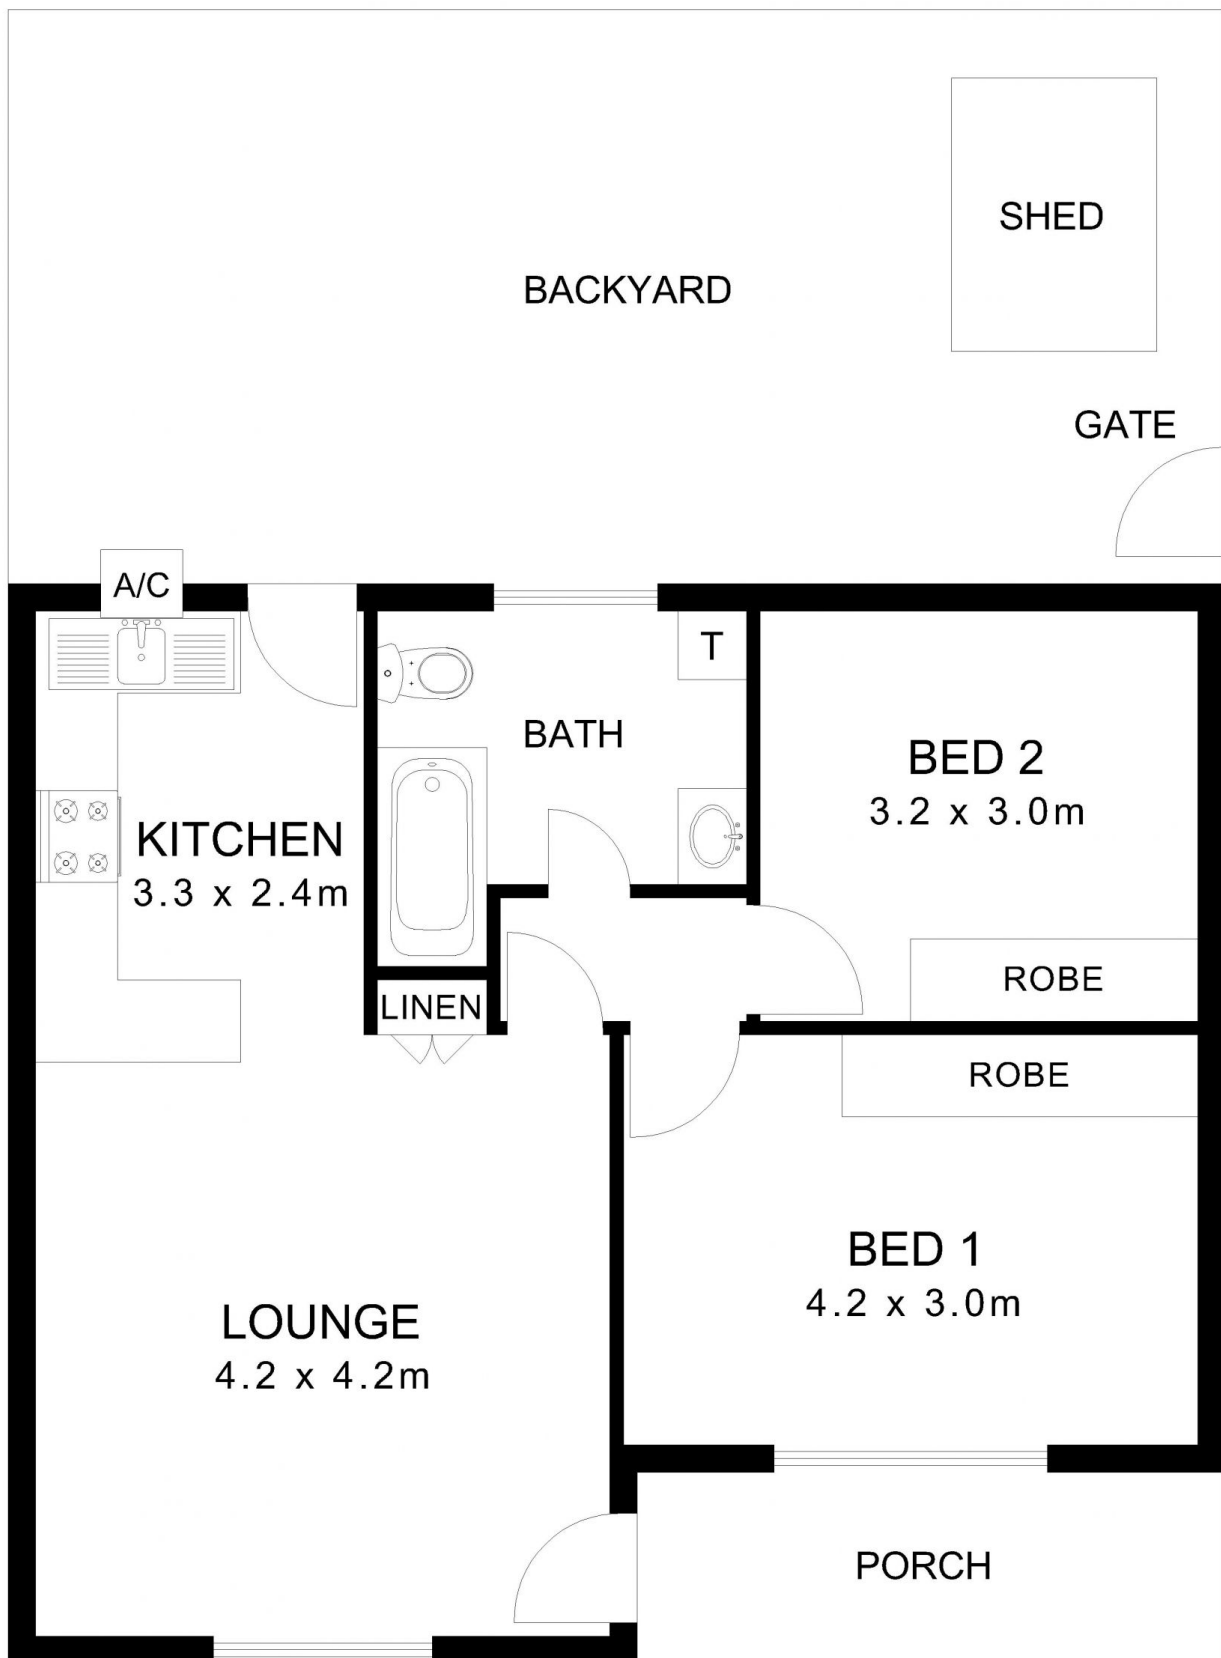 SHED
BACKYARD
GATE
A/C
T
BATH
BED 2
3.2 x 3.0m
KITCHEN
3.3 x 2.4m
ROBE
LINEN
ROBE
BED 1
4.2 x 3.0m
LOUNGE
4.2 x 4.2m
PORCH